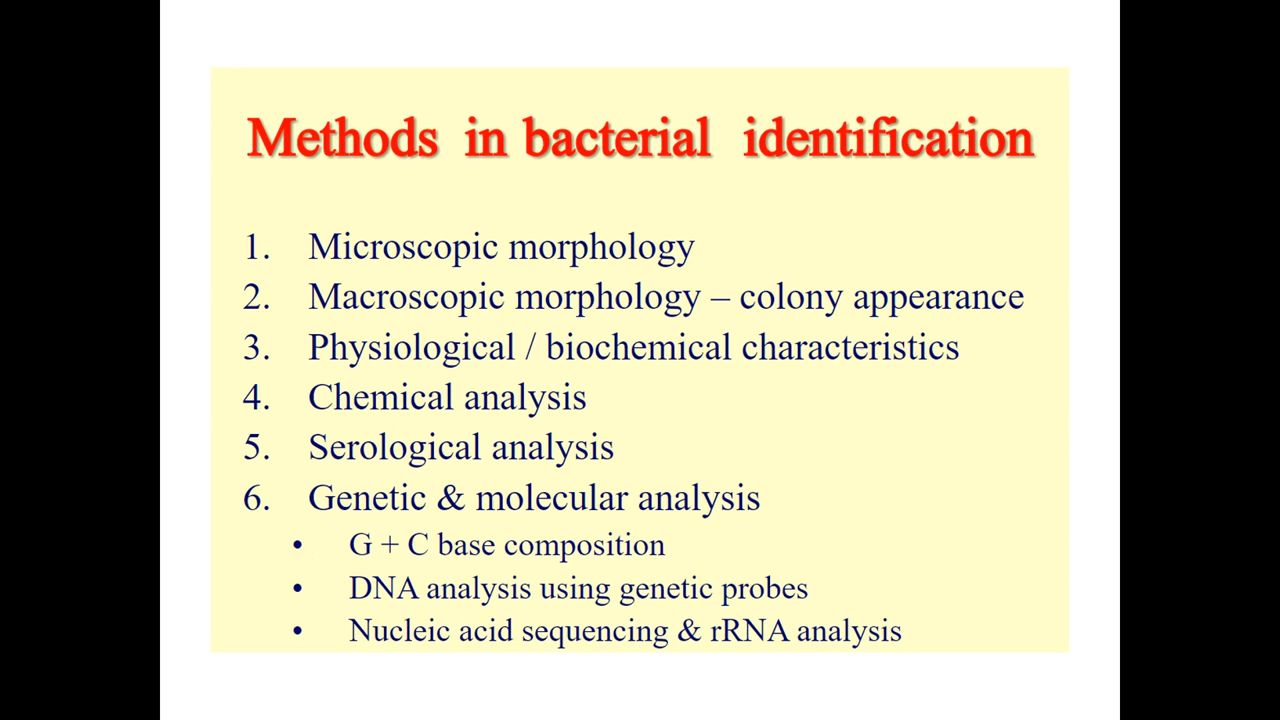 Methods in bacterial identification
1. Microscopic morphology
2. Macroscopic morphology – colony appearance
3. Physiological / biochemical characteristics
4. Chemical analysis
5. Serological analysis
6. Genetic & molecular analysis
• G + C base composition
• DNA analysis using genetic probes
• Nucleic acid sequencing & rRNA analysis